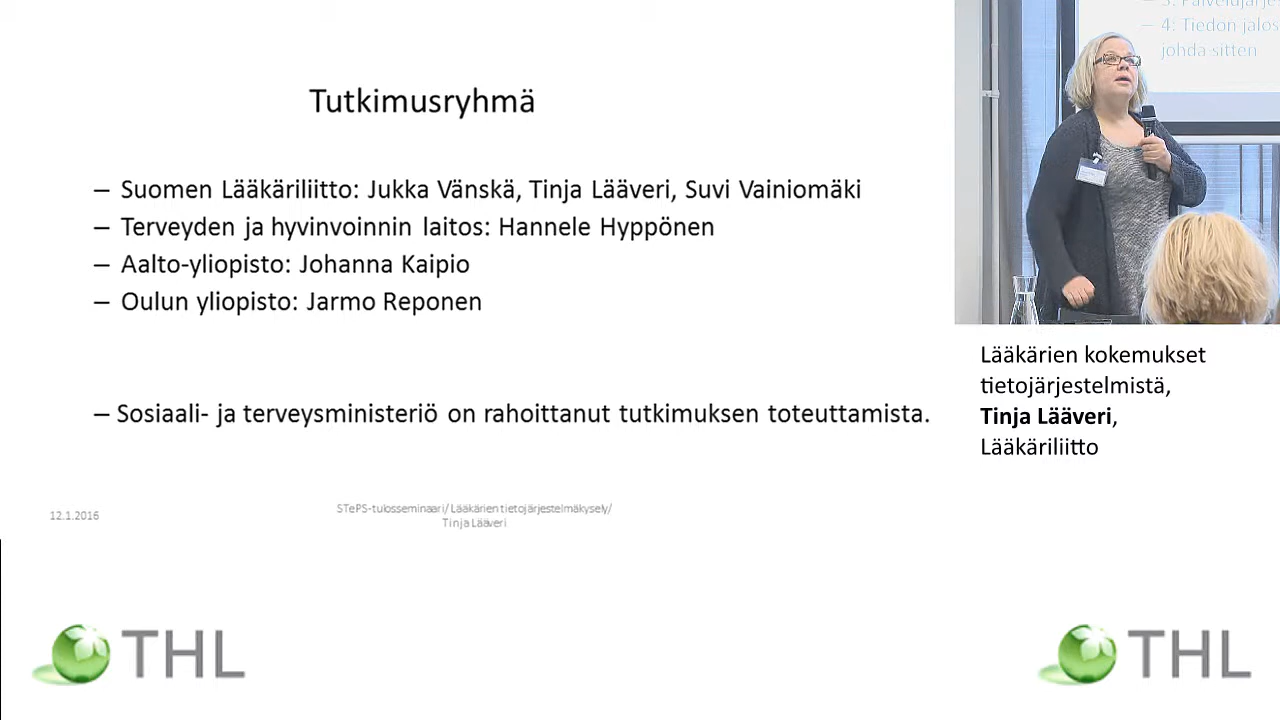 Tutkimusryhmä
– Suomen Lääkäriliitto: Jukka Vänskä, Tinja Lääveri, Suvi Vainiomäki
– Terveyden ja hyvinvoinnin laitos: Hannele Hyppönen
– Aalto-yliopisto: Johanna Kaipio
– Oulun yliopisto: Jarmo Reponen
– Sosiaali- ja terveysministeriö on rahoittanut tutkimuksen toteuttamista.
12.1.2016
STePS-tulosseminaari/ Lääkärien tietojärjestelmäkysely/
Tinja Lääveri
– 4: Tiedon jalos
johda sitten
Lääkärien kokemukset
tietojärjestelmistä,
Tinja Lääveri,
Lääkäriliitto
THL
THL